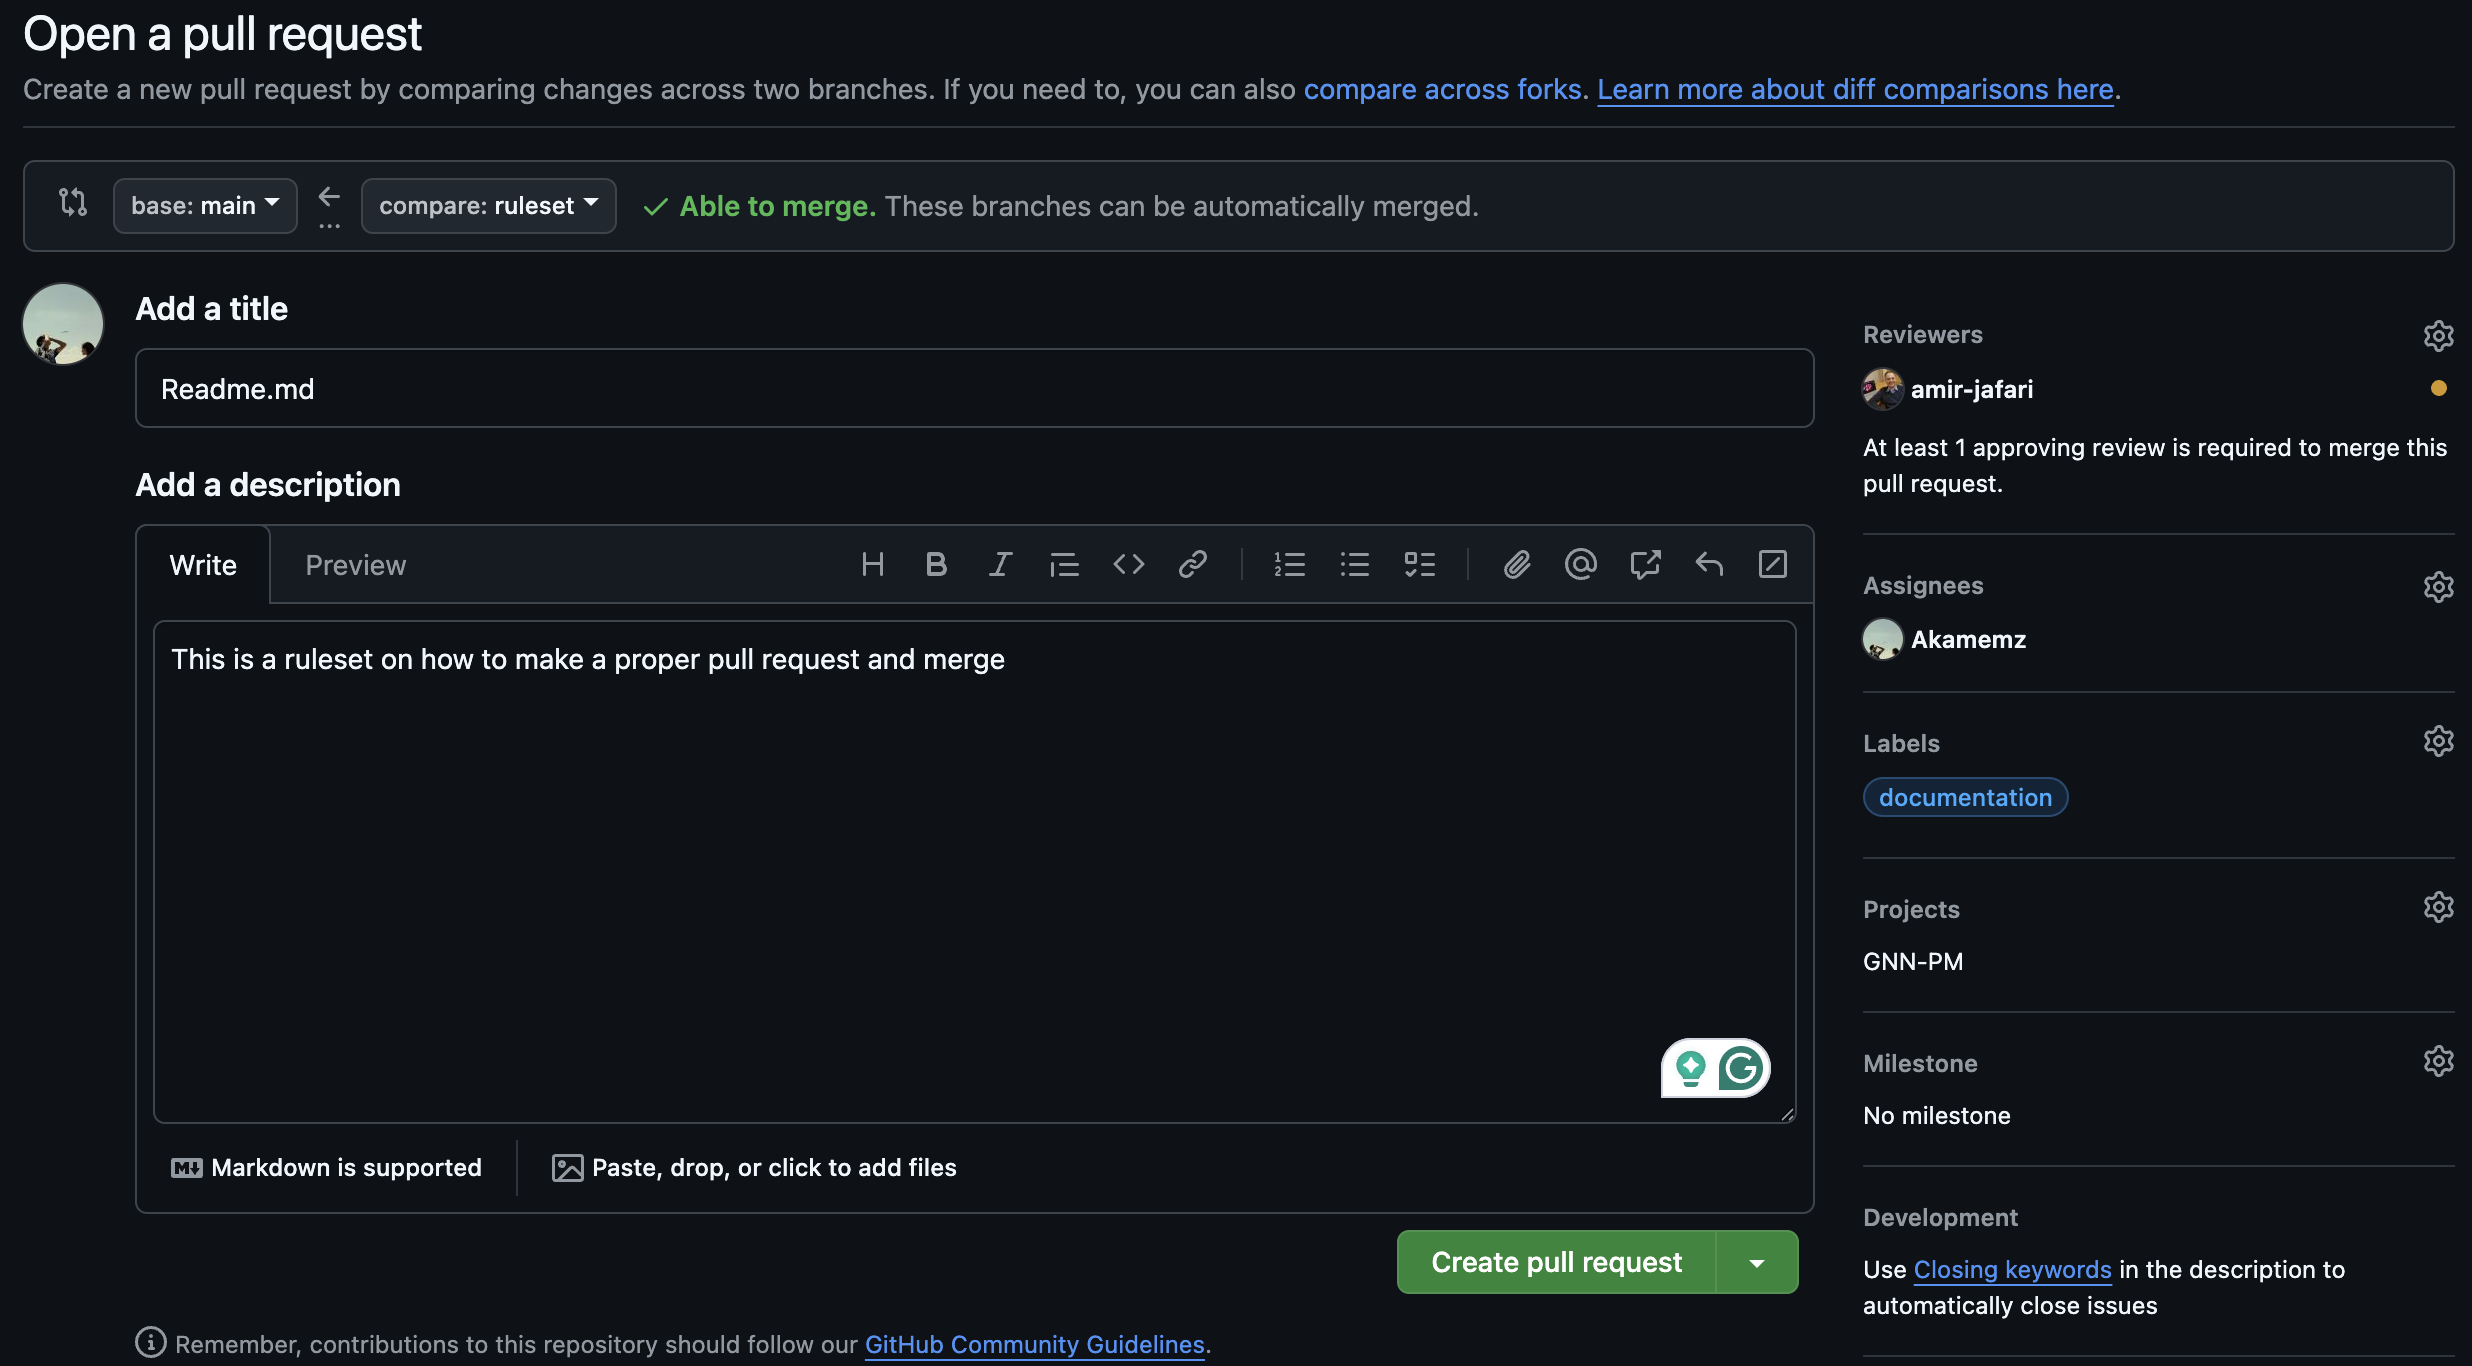 Open a pull request
Create a new pull request by comparing changes across two branches. If you need to, you can also compare across forks. Learn more about diff comparisons here.
base: main
compare: ruleset
Able to merge. These branches can be automatically merged.
Add a title
Readme.md
Add a description
Write
Preview
This is a ruleset on how to make a proper pull request and merge
Markdown is supported
Paste, drop, or click to add files
Create pull request
Remember, contributions to this repository should follow our GitHub Community Guidelines.
Reviewers
amir-jafari
At least 1 approving review is required to merge this
pull request.
Assignees
Akamemz
Labels
documentation
Projects
GNN-PM
Milestone
No milestone
Development
Use Closing keywords in the description to
automatically close issues